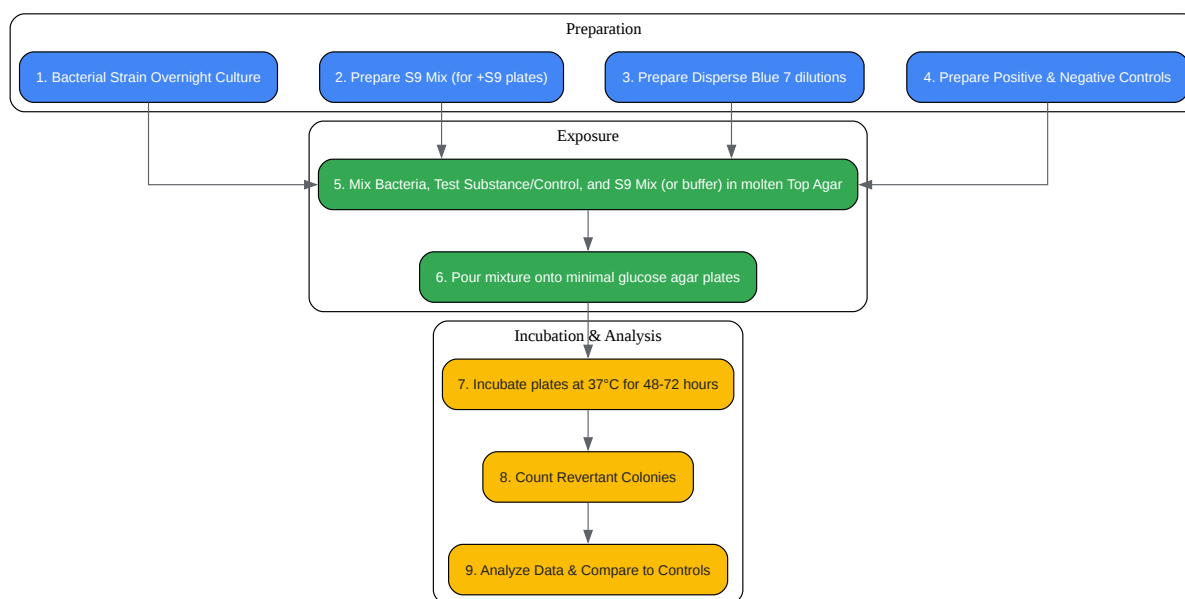 Preparation
1. Bacterial Strain Overnight Culture
2. Prepare S9 Mix (for +S9 plates)
3. Prepare Disperse Blue 7 dilutions
4. Prepare Positive & Negative Controls
Exposure
5. Mix Bacteria, Test Substance/Control, and S9 Mix (or buffer) in molten Top Agar
6. Pour mixture onto minimal glucose agar plates
Incubation & Analysis
7. Incubate plates at 37°C for 48-72 hours
8. Count Revertant Colonies
9. Analyze Data & Compare to Controls